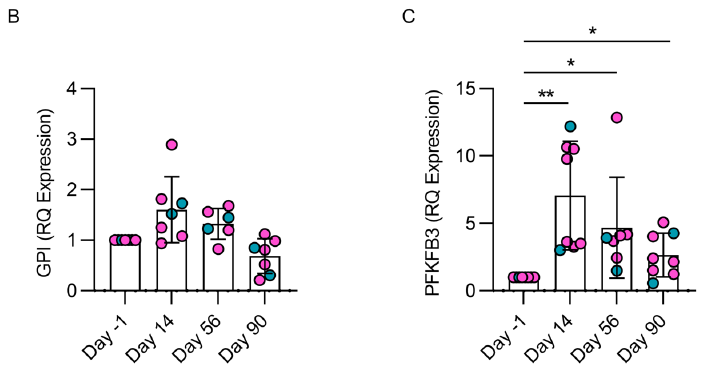 B
GPI (RQ Expression)
4
3
2
1
0
Day -1
Day 14
Day 56
Day 90
C
*
*
**
PFKFB3 (RQ Expression)
15
10
5
0
Day -1
Day 14
Day 56
Day 90